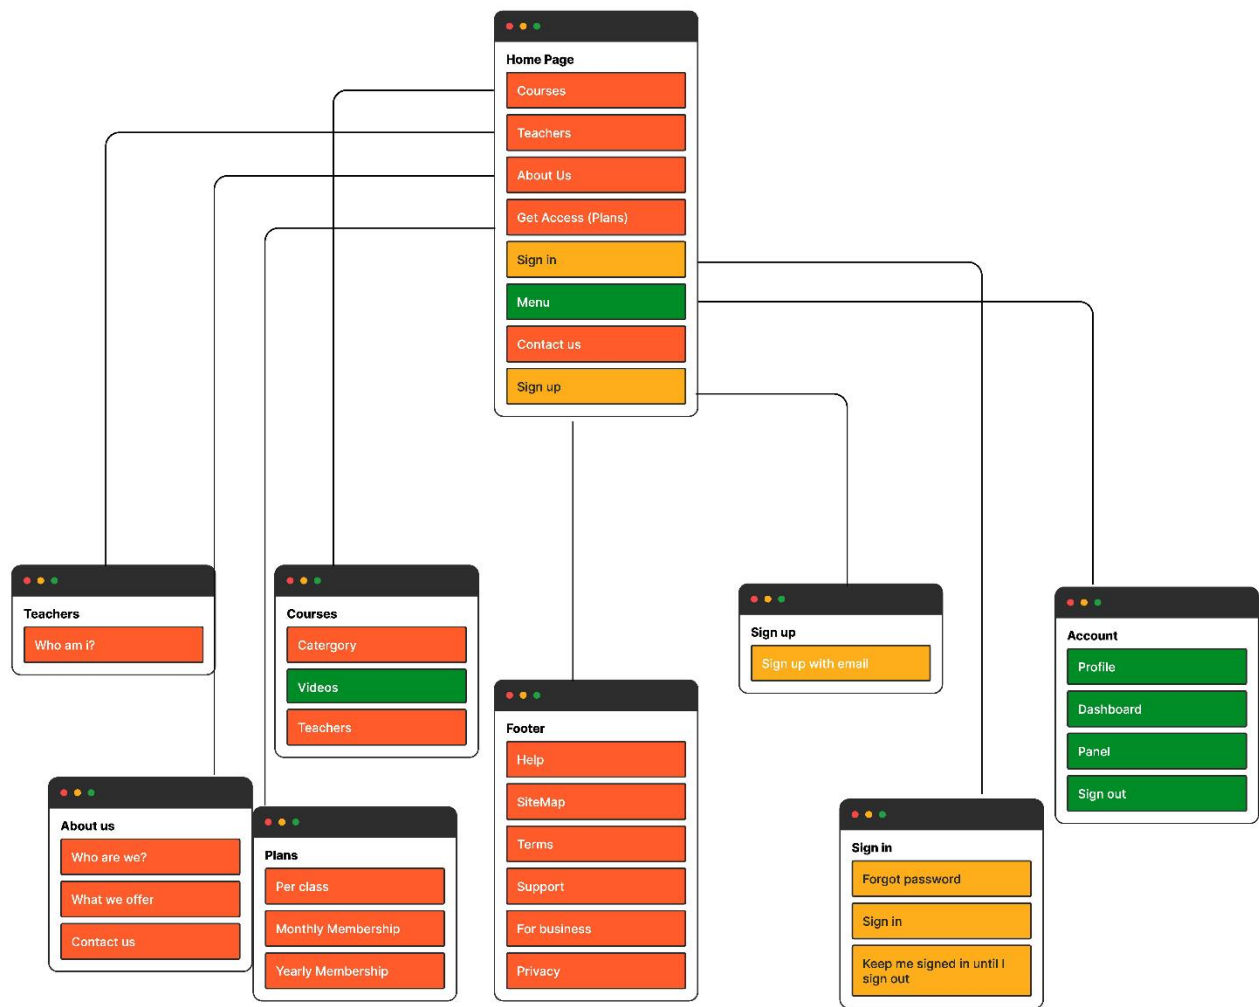 Home Page
Courses
Teachers
About Us
Get Access (Plans)
Sign in
Menu
Contact us
Sign up
Teachers
Who am i?
Courses
Catergory
Videos
Teachers
Sign up
Sign up with email
Account
Profile
Dashboard
Panel
Sign out
Footer
Help
SiteMap
Terms
Support
For business
Privacy
About us
Who are we?
What we offer
Contact us
Plans
Per class
Monthly Membership
Yearly Membership
Sign in
Forgot password
Sign in
Keep me signed in until I
sign out